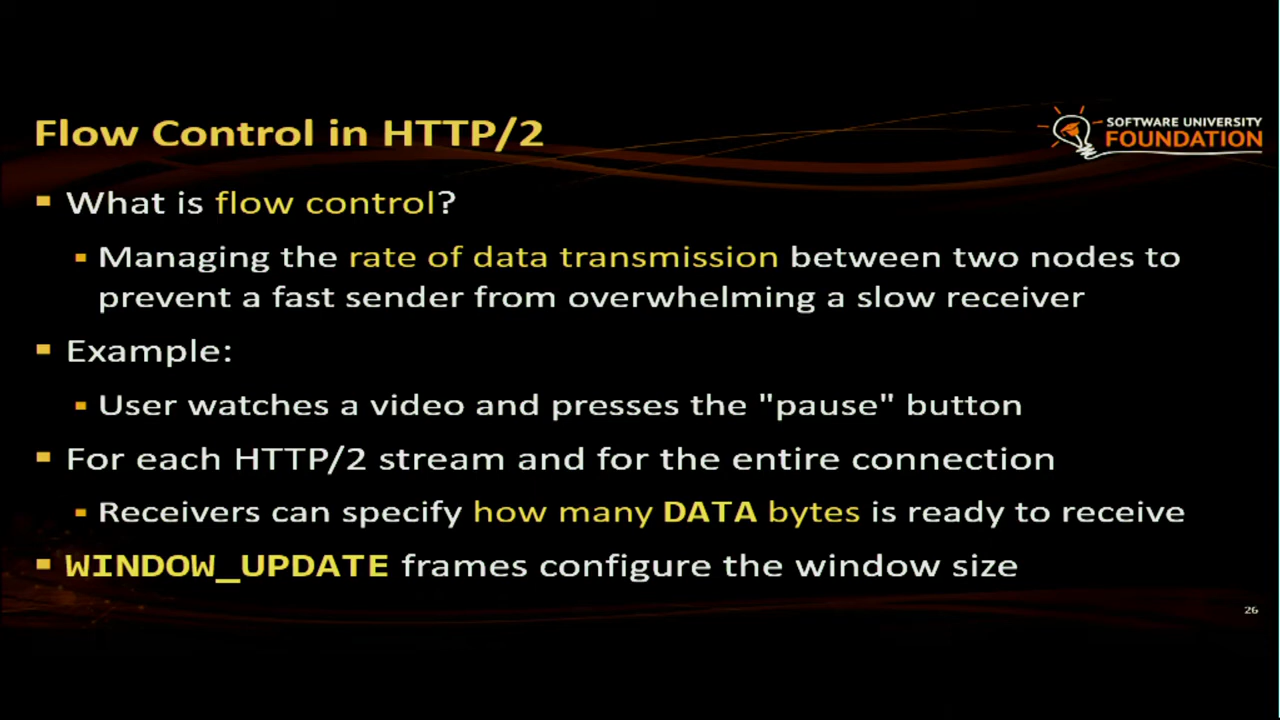 Flow Control in HTTP/2
SOFTWARE UNIVERSITY
FOUNDATION
What is flow control?
Managing the rate of data transmission between two nodes to
prevent a fast sender from overwhelming a slow receiver
Example:
User watches a video and presses the "pause" button
For each HTTP/2 stream and for the entire connection
Receivers can specify how many DATA bytes is ready to receive
WINDOW_UPDATE frames configure the window size
26